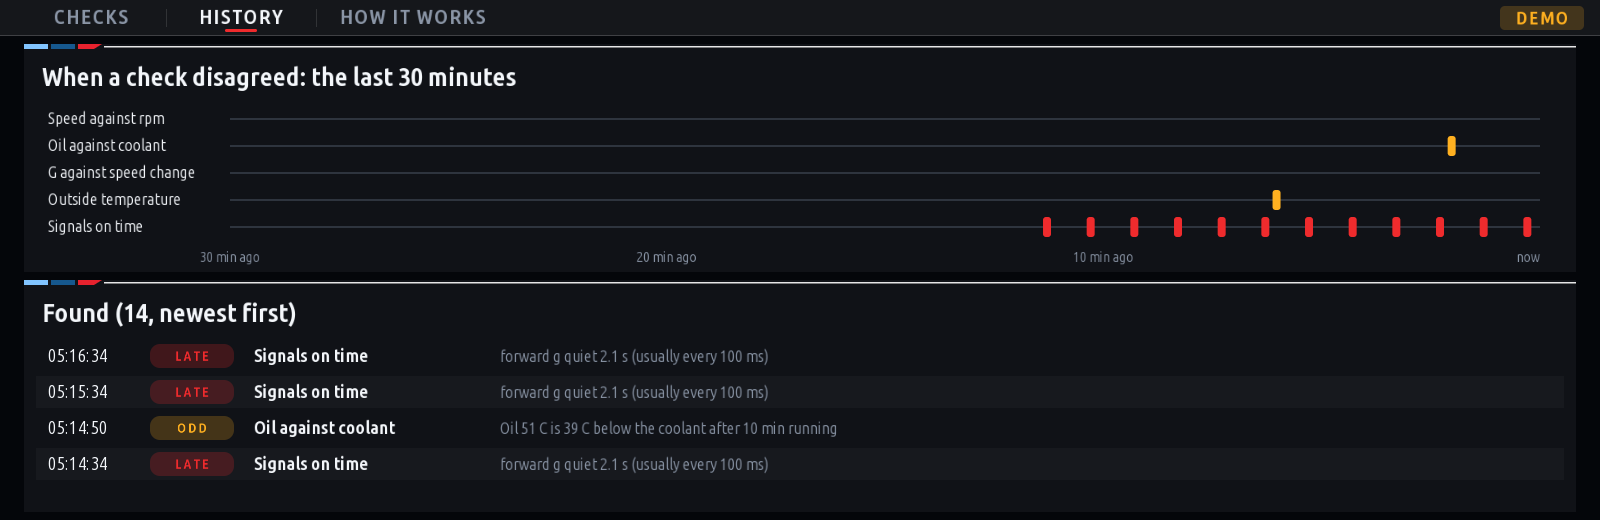 CHECKS
HISTORY
HOW IT WORKS
DEMO
When a check disagreed: the last 30 minutes
Speed against rpm
Oil against coolant
G against speed change
Outside temperature
Signals on time
30 min ago
20 min ago
10 min ago
now
Found (14, newest first)
05:16:34 LATE Signals on time forward g quiet 2.1 s (usually every 100 ms)
05:15:34 LATE Signals on time forward g quiet 2.1 s (usually every 100 ms)
05:14:50 ODD Oil against coolant Oil 51 C is 39 C below the coolant after 10 min running
05:14:34 LATE Signals on time forward g quiet 2.1 s (usually every 100 ms)